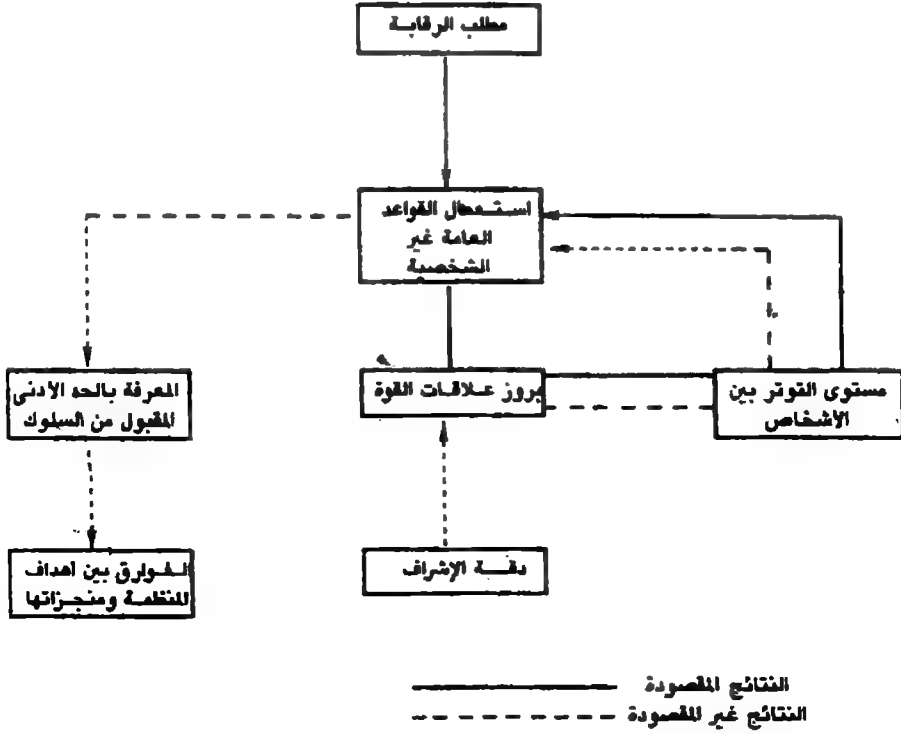 مطلب الرقابة
استعمال القواعد
العامة غير
الشخصية
مستوى التوتر بين
الأشخاص
بروز علاقات القوة
المعرفة بالحد الأدنى
المقبول من السلوك
دقة الإشراف
الفوارق بين أهداف
المنظمة ومنجزاتها
النتائج المقصودة
النتائج غير المقصودة